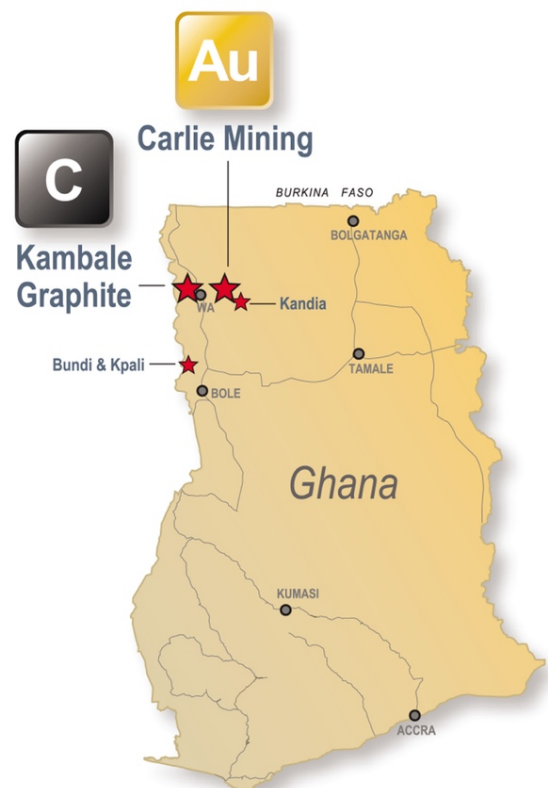 Au
Carlie Mining
C
BURKINA FASO
BOLGATANGA
Kambale
Graphite
WA
Kandia
Bundi & Kpali
TAMALE
BOLE
Ghana
KUMASI
ACCRA